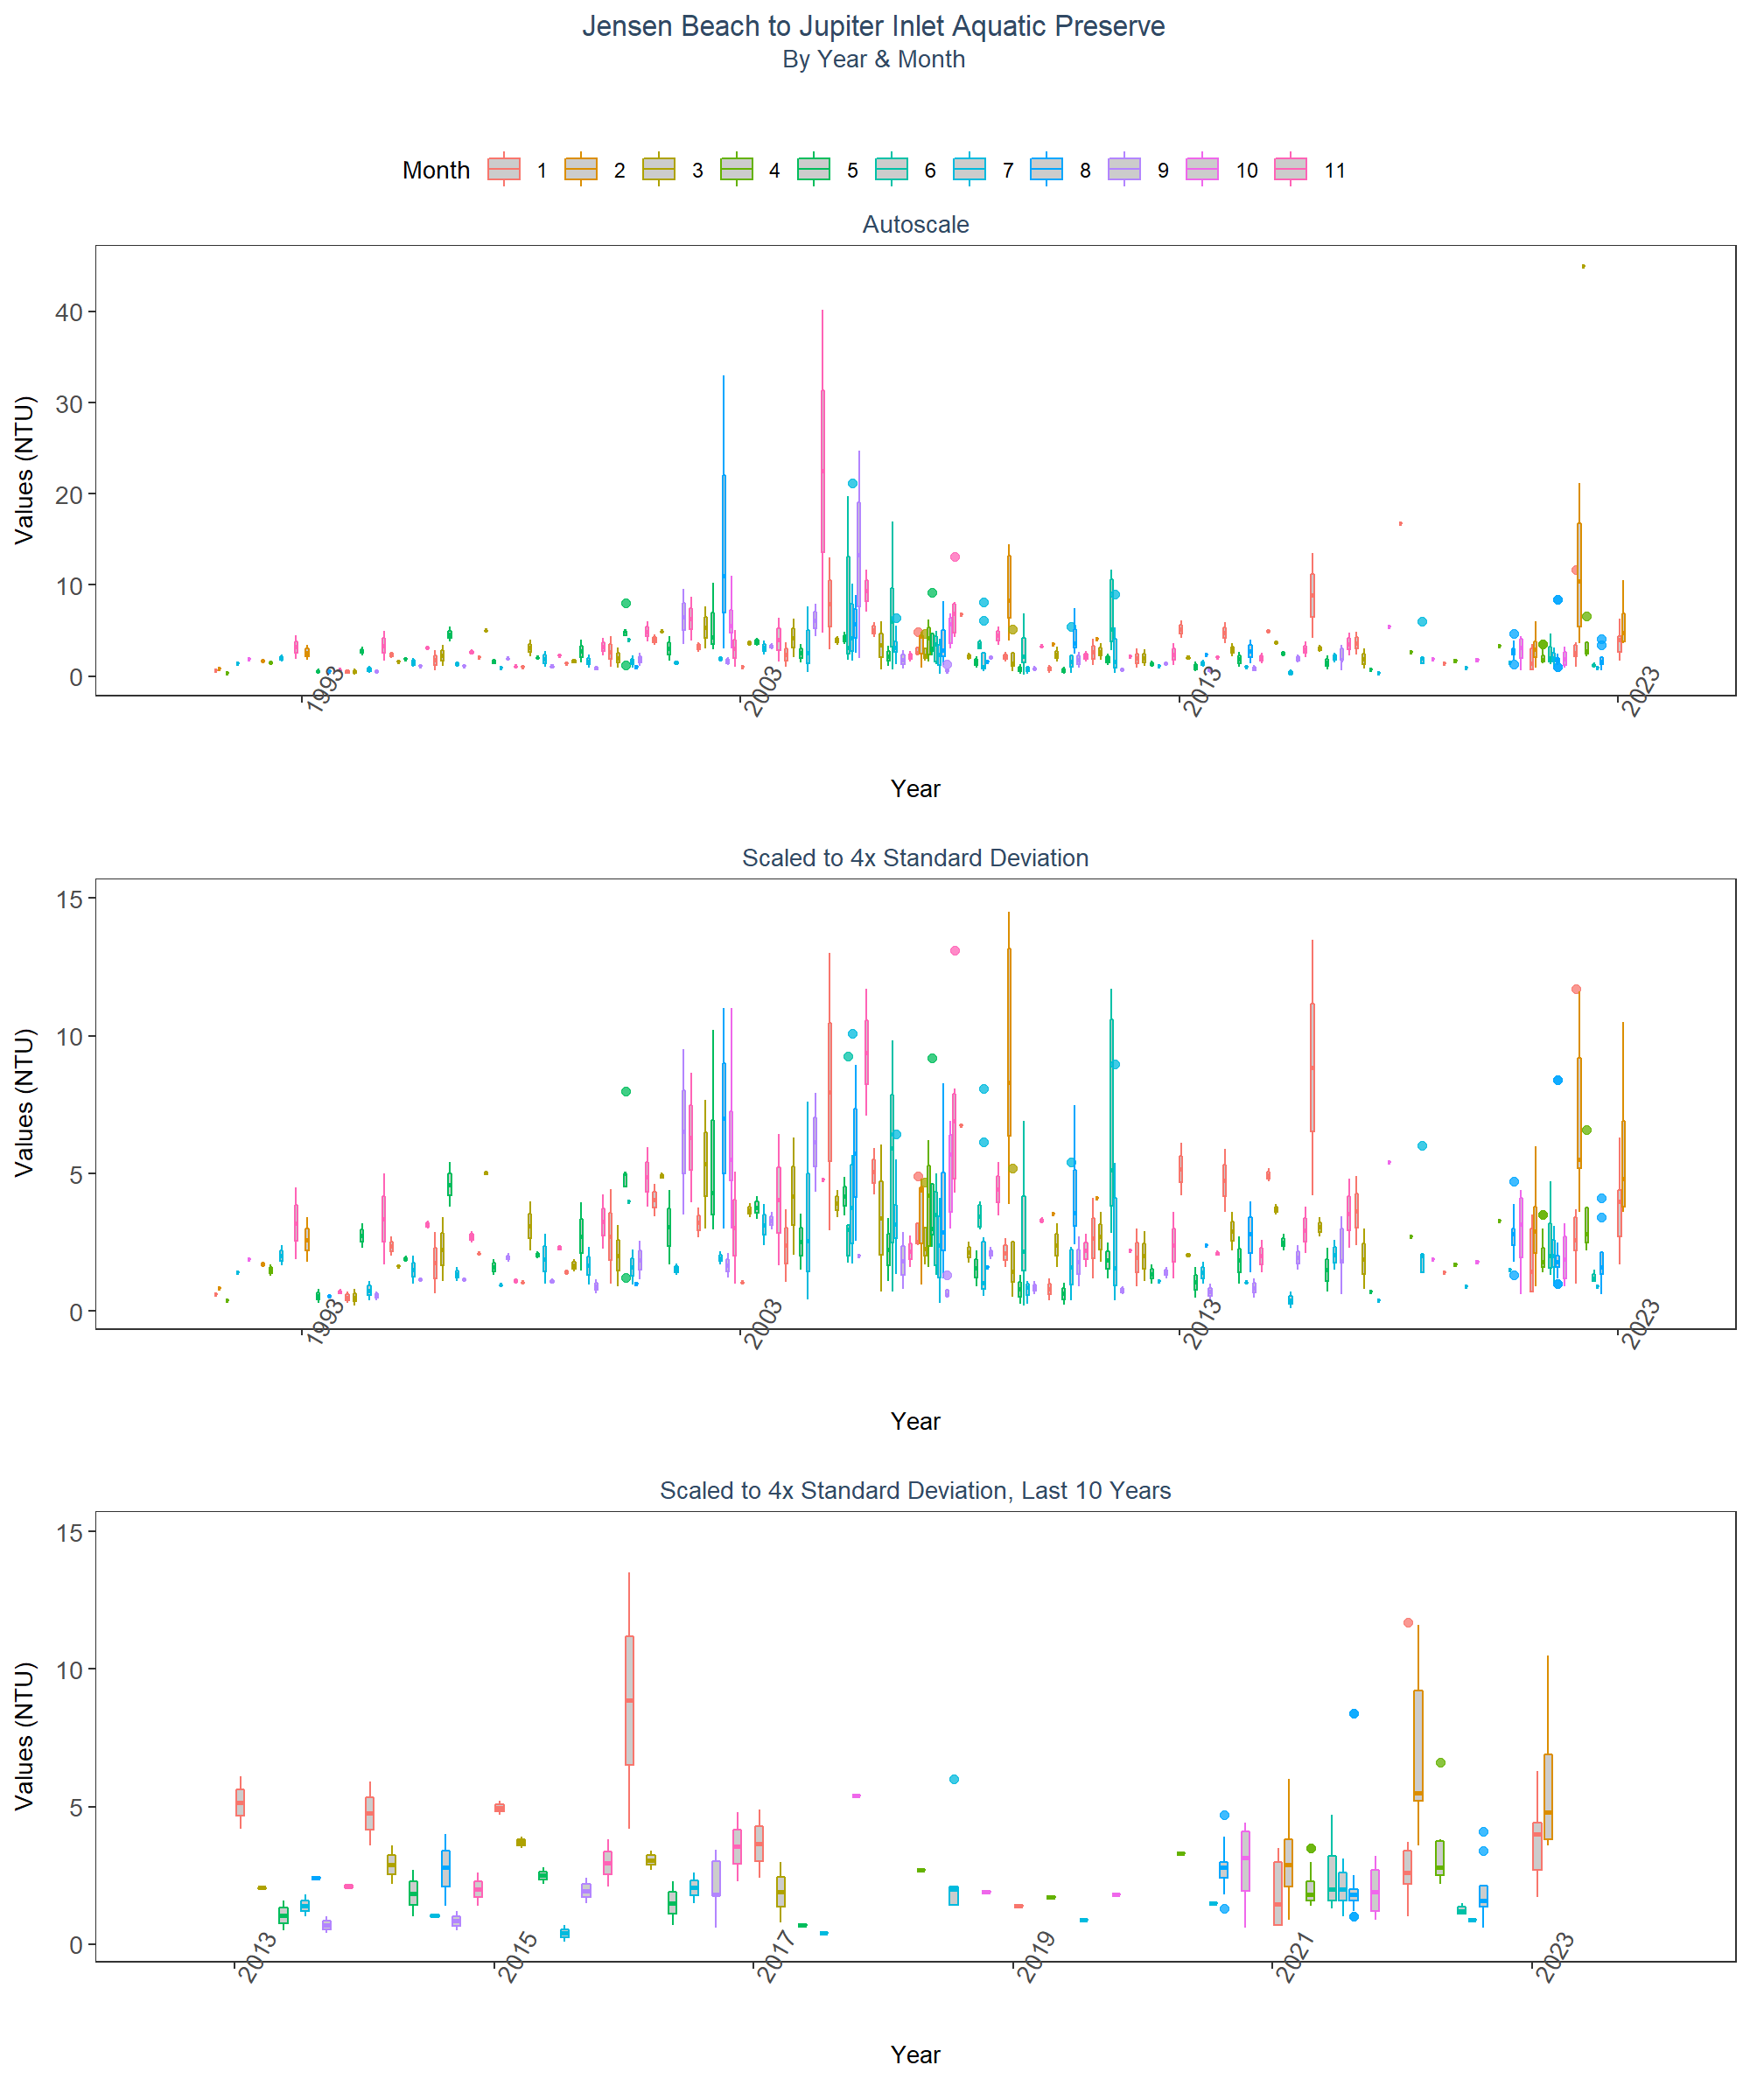 Jensen Beach to Jupiter Inlet Aquatic Preserve
By Year & Month
Month 1 2 3 4 5 6 7 8 9 10 11
Autoscale
Values (NTU)
40
30
20
10
0
1993 2003 2013 2023
Year
Scaled to 4x Standard Deviation
Values (NTU)
15
10
5
0
1993 2003 2013 2023
Year
Scaled to 4x Standard Deviation, Last 10 Years
Values (NTU)
15
10
5
0
2013 2015 2017 2019 2021 2023
Year